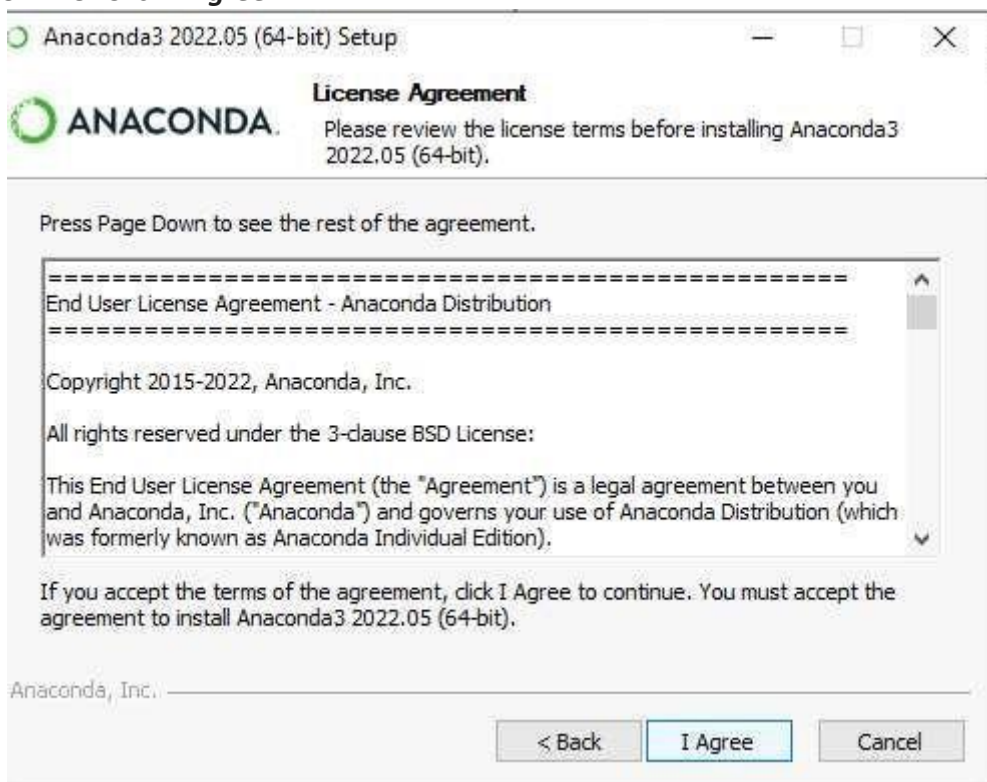 Anaconda3 2022.05 (64-bit) Setup
ANACONDA.
License Agreement
Please review the license terms before installing Anaconda3
2022.05 (64-bit).
Press Page Down to see the rest of the agreement.
==================================================
End User License Agreement - Anaconda Distribution
==================================================
Copyright 2015-2022, Anaconda, Inc.
All rights reserved under the 3-clause BSD License:
This End User License Agreement (the "Agreement") is a legal agreement between you
and Anaconda, Inc. ("Anaconda") and governs your use of Anaconda Distribution (which
was formerly known as Anaconda Individual Edition).
If you accept the terms of the agreement, click I Agree to continue. You must accept the
agreement to install Anaconda3 2022.05 (64-bit).
Anaconda, Inc.
< Back
I Agree
Cancel